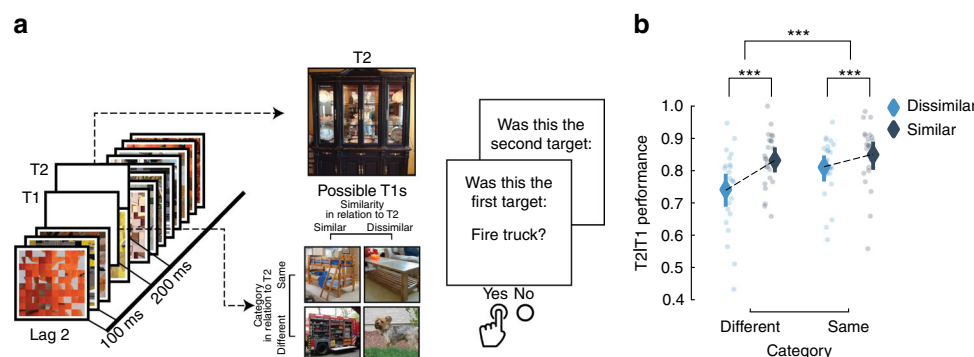 a
T2
T2
T1
200 ms
100 ms
Lag 2
Possible T1s
Similarity
in relation to T2
Similar Dissimilar
Category
in relation to T2
Same
Different
Was this the
second target:
Was this the
first target:
Fire truck?
Yes No
b
***
*** ***
Dissimilar
Similar
T2|T1 performance
1.0
0.9
0.8
0.7
0.6
0.5
0.4
Different Same
Category